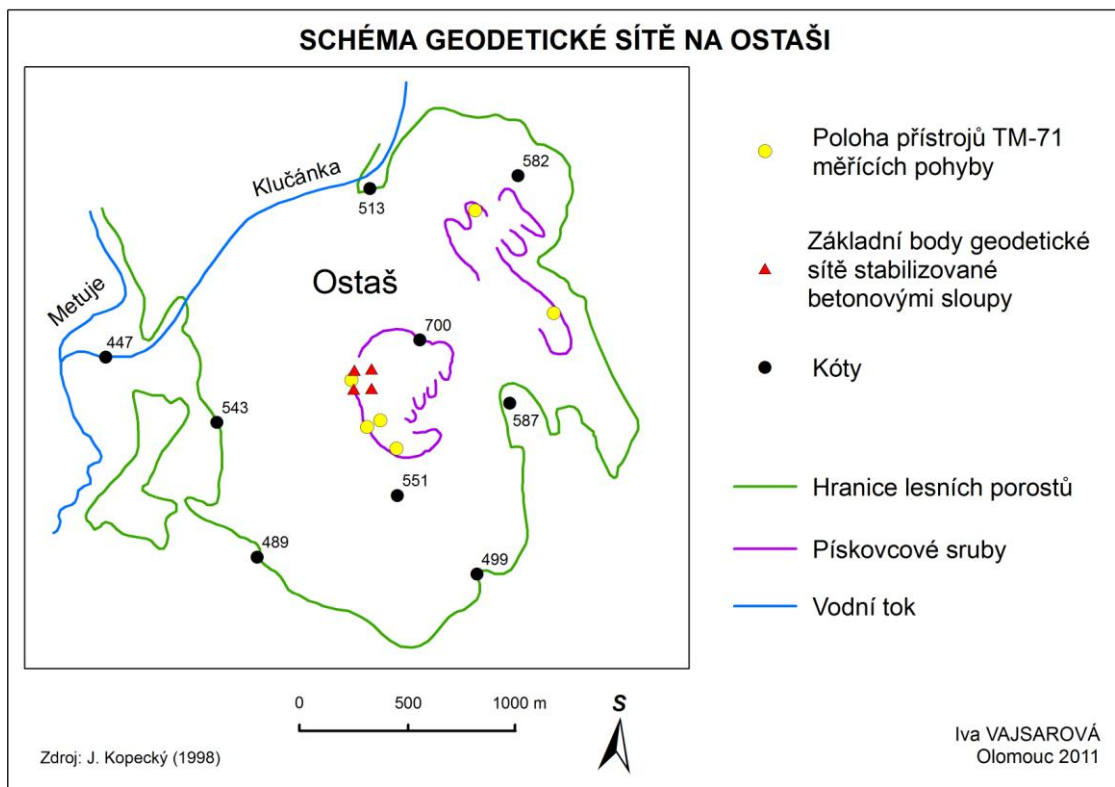 SCHÉMA GEODETICKÉ SÍTĚ NA OSTAŠI
582
Klučánka
513
Ostaš
Metuje
700
447
543
587
551
489
499
Poloha přístrojů TM-71
měřících pohyby
Základní body geodetické
sítě stabilizované
betonovými sloupy
Kóty
Hranice lesních porostů
Pískovcové sruby
Vodní tok
0 500 1000 m
S
Zdroj: J. Kopecký (1998)
Iva VAJSAROVÁ
Olomouc 2011